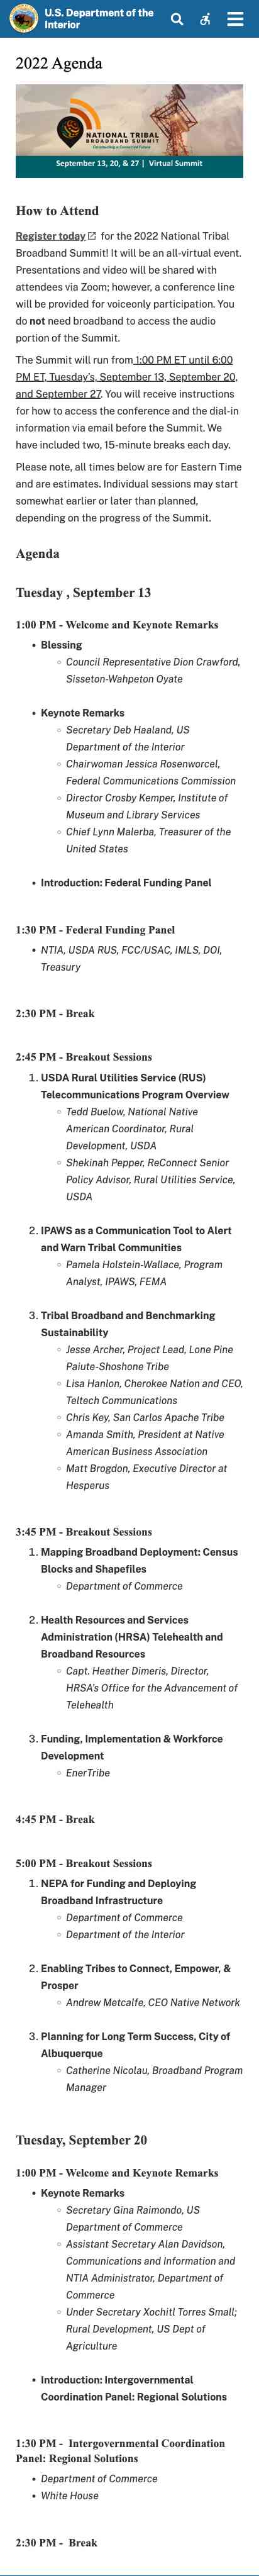 U.S. Department of the
Interior
2022 Agenda
NATIONAL TRIBAL
BROADBAND SUMMIT
Constructing a Connected Future
September 13, 20, & 27 | Virtual Summit
How to Attend
Register today for the 2022 National Tribal
Broadband Summit! It will be an all-virtual event.
Presentations and video will be shared with
attendees via Zoom; however, a conference line
will be provided for voiceonly participation. You
do not need broadband to access the audio
portion of the Summit.
The Summit will run from 1:00 PM ET until 6:00
PM ET, Tuesday's, September 13, September 20,
and September 27. You will receive instructions
for how to access the conference and the dial-in
information via email before the Summit. We
have included two, 15-minute breaks each day.
Please note, all times below are for Eastern Time
and are estimates. Individual sessions may start
somewhat earlier or later than planned,
depending on the progress of the Summit.
Agenda
Tuesday , September 13
1:00 PM - Welcome and Keynote Remarks
• Blessing
◦ Council Representative Dion Crawford,
Sisseton-Wahpeton Oyate
• Keynote Remarks
◦ Secretary Deb Haaland, US
Department of the Interior
◦ Chairwoman Jessica Rosenworcel,
Federal Communications Commission
◦ Director Crosby Kemper, Institute of
Museum and Library Services
◦ Chief Lynn Malerba, Treasurer of the
United States
• Introduction: Federal Funding Panel
1:30 PM - Federal Funding Panel
• NTIA, USDA RUS, FCC/USAC, IMLS, DOI,
Treasury
2:30 PM - Break
2:45 PM - Breakout Sessions
1. USDA Rural Utilities Service (RUS)
Telecommunications Program Overview
◦ Tedd Buelow, National Native
American Coordinator, Rural
Development, USDA
◦ Shekinah Pepper, ReConnect Senior
Policy Advisor, Rural Utilities Service,
USDA
2. IPAWS as a Communication Tool to Alert
and Warn Tribal Communities
◦ Pamela Holstein-Wallace, Program
Analyst, IPAWS, FEMA
3. Tribal Broadband and Benchmarking
Sustainability
◦ Jesse Archer, Project Lead, Lone Pine
Paiute-Shoshone Tribe
◦ Lisa Hanlon, Cherokee Nation and CEO,
Teltech Communications
◦ Chris Key, San Carlos Apache Tribe
◦ Amanda Smith, President at Native
American Business Association
◦ Matt Brogdon, Executive Director at
Hesperus
3:45 PM - Breakout Sessions
1. Mapping Broadband Deployment: Census
Blocks and Shapefiles
◦ Department of Commerce
2. Health Resources and Services
Administration (HRSA) Telehealth and
Broadband Resources
◦ Capt. Heather Dimeris, Director,
HRSA's Office for the Advancement of
Telehealth
3. Funding, Implementation & Workforce
Development
◦ EnerTribe
4:45 PM - Break
5:00 PM - Breakout Sessions
1. NEPA for Funding and Deploying
Broadband Infrastructure
◦ Department of Commerce
◦ Department of the Interior
2. Enabling Tribes to Connect, Empower, &
Prosper
◦ Andrew Metcalfe, CEO Native Network
3. Planning for Long Term Success, City of
Albuquerque
◦ Catherine Nicolau, Broadband Program
Manager
Tuesday, September 20
1:00 PM - Welcome and Keynote Remarks
• Keynote Remarks
◦ Secretary Gina Raimondo, US
Department of Commerce
◦ Assistant Secretary Alan Davidson,
Communications and Information and
NTIA Administrator, Department of
Commerce
◦ Under Secretary Xochitl Torres Small;
Rural Development, US Dept of
Agriculture
• Introduction: Intergovernmental
Coordination Panel: Regional Solutions
1:30 PM - Intergovernmental Coordination
Panel: Regional Solutions
• Department of Commerce
• White House
2:30 PM - Break